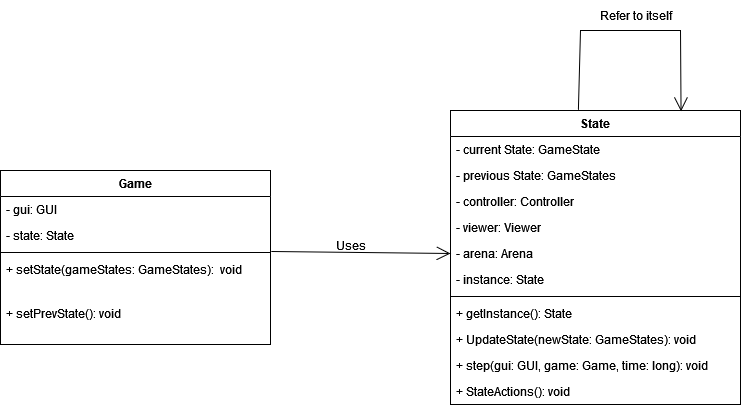 Refer to itself
State
- current State: GameState
- previous State: GameStates
- controller: Controller
- viewer: Viewer
- arena: Arena
- instance: State
+ getInstance(): State
+ UpdateState(newState: GameStates): void
+ step(gui: GUI, game: Game, time: long): void
+ StateActions(): void
Game
- gui: GUI
- state: State
+ setState(gameStates: GameStates): void
+ setPrevState(): void
Uses